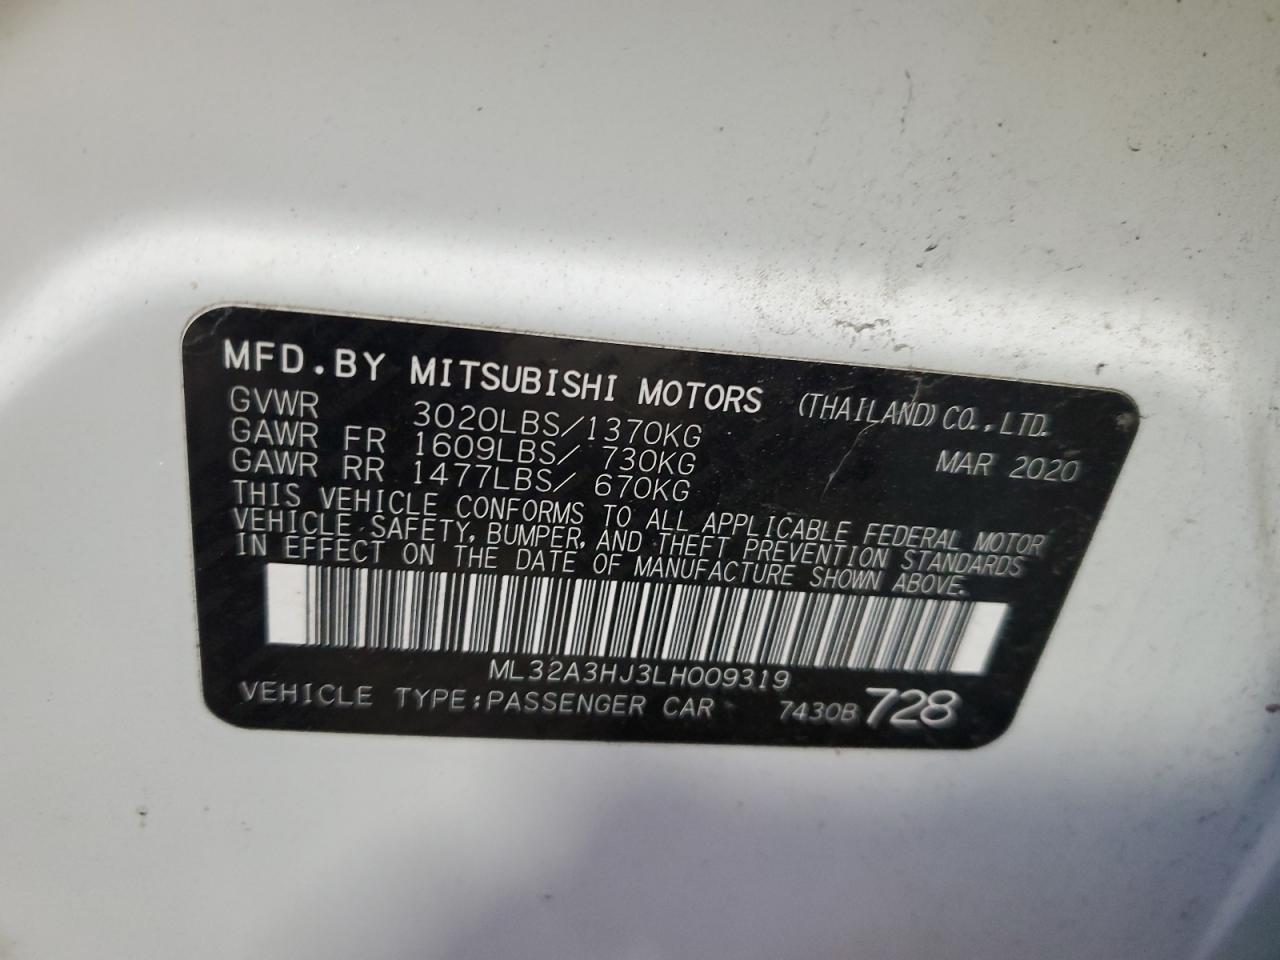 MFD.BY MITSUBISHI MOTORS (THAILAND)CO.,LTD.
GVWR 3020LBS/1370KG
GAWR FR 1609LBS/ 730KG MAR 2020
GAWR RR 1477LBS/ 670KG
THIS VEHICLE CONFORMS TO ALL APPLICABLE FEDERAL MOTOR
VEHICLE SAFETY, BUMPER, AND THEFT PREVENTION STANDARDS
IN EFFECT ON THE DATE OF MANUFACTURE SHOWN ABOVE.
ML32A3HJ3LH009319
VEHICLE TYPE:PASSENGER CAR 7430B 728